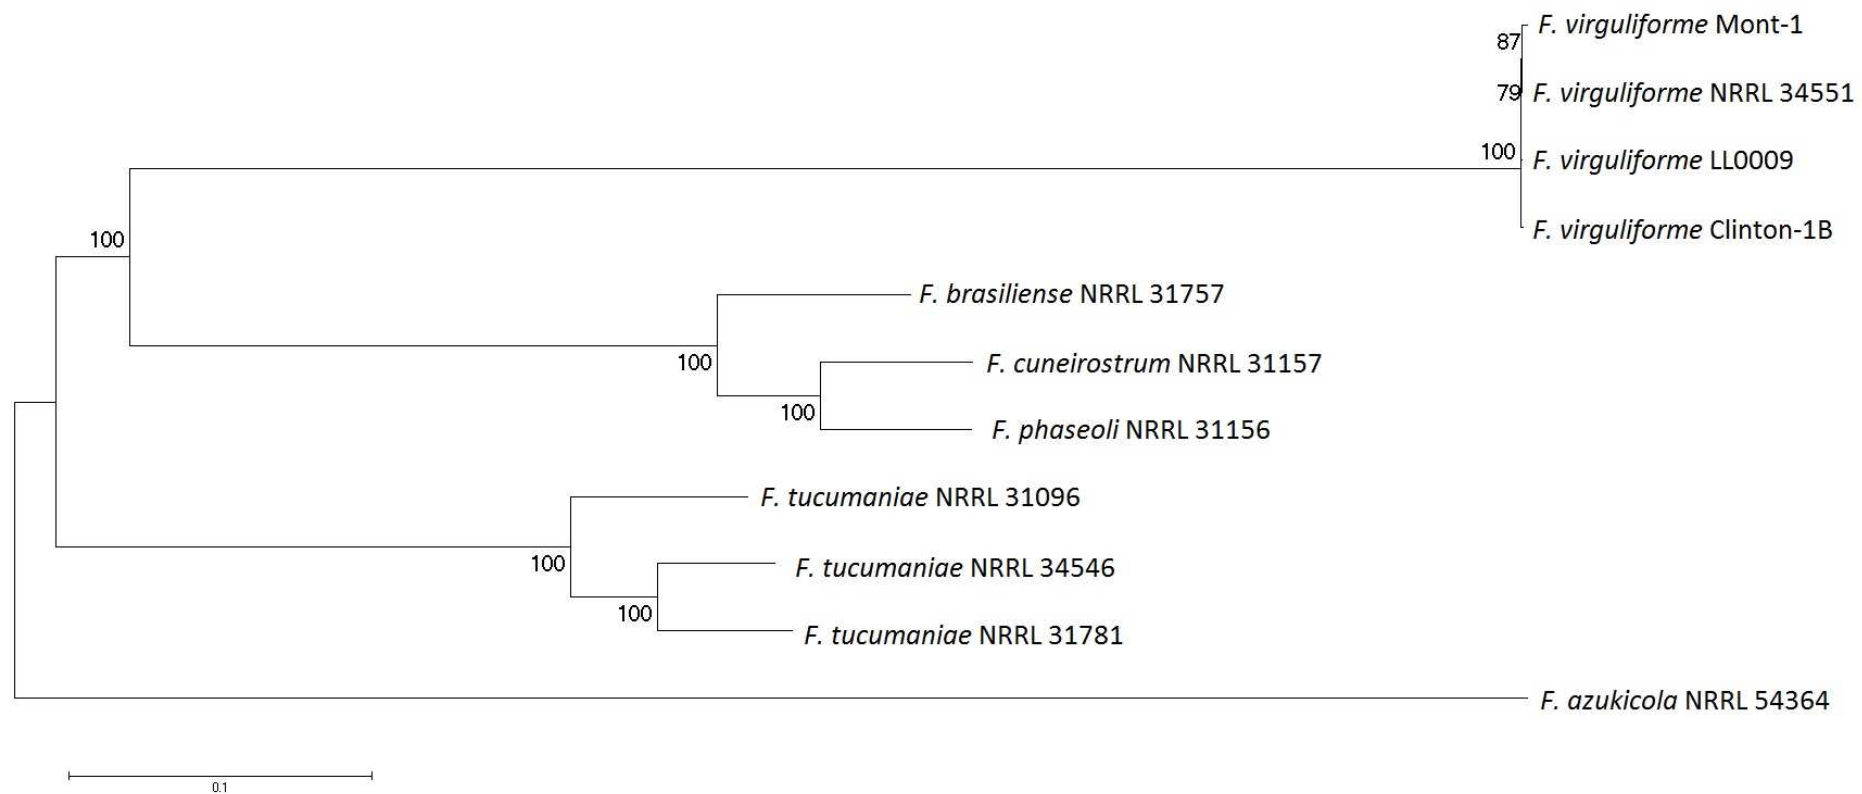 F. virguliforme Mont-1
87
79
F. virguliforme NRRL 34551
100
F. virguliforme LL0009
F. virguliforme Clinton-1B
100
F. brasiliense NRRL 31757
100
F. cuneirostrum NRRL 31157
100
F. phaseoli NRRL 31156
F. tucumaniae NRRL 31096
100
F. tucumaniae NRRL 34546
100
F. tucumaniae NRRL 31781
F. azukicola NRRL 54364
0.1